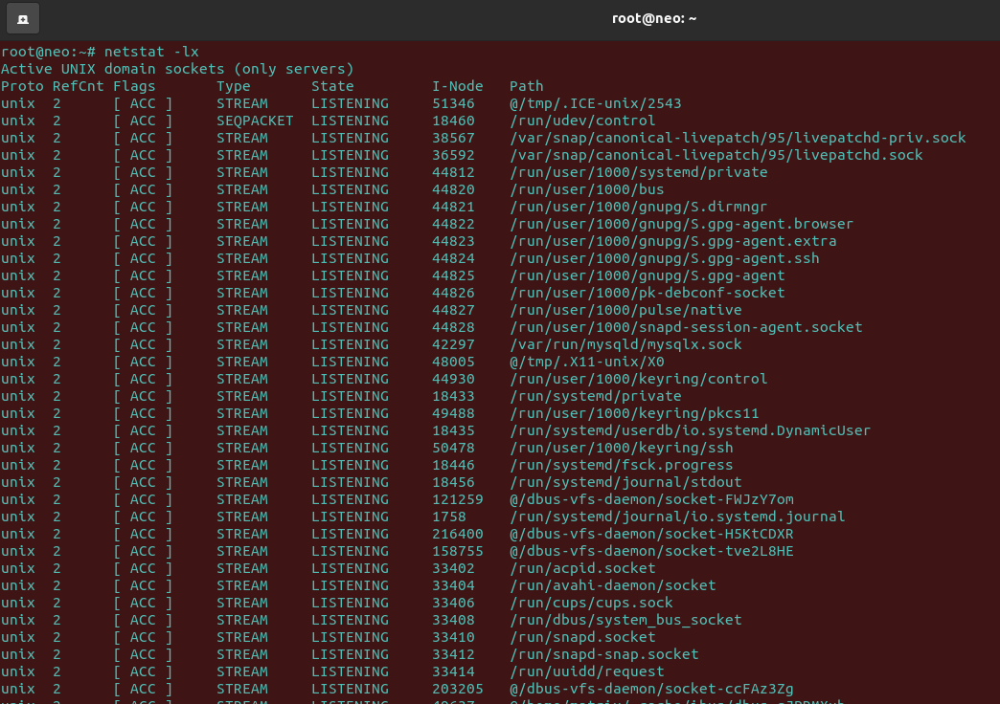 root@neo: ~
root@neo:~# netstat -lx
Active UNIX domain sockets (only servers)
Proto RefCnt Flags       Type       State         I-Node   Path
unix  2      [ ACC ]     STREAM     LISTENING     51346    @/tmp/.ICE-unix/2543
unix  2      [ ACC ]     SEQPACKET  LISTENING     18460    /run/udev/control
unix  2      [ ACC ]     STREAM     LISTENING     38567    /var/snap/canonical-livepatch/95/livepatchd-priv.sock
unix  2      [ ACC ]     STREAM     LISTENING     36592    /var/snap/canonical-livepatch/95/livepatchd.sock
unix  2      [ ACC ]     STREAM     LISTENING     44812    /run/user/1000/systemd/private
unix  2      [ ACC ]     STREAM     LISTENING     44820    /run/user/1000/bus
unix  2      [ ACC ]     STREAM     LISTENING     44821    /run/user/1000/gnupg/S.dirmngr
unix  2      [ ACC ]     STREAM     LISTENING     44822    /run/user/1000/gnupg/S.gpg-agent.browser
unix  2      [ ACC ]     STREAM     LISTENING     44823    /run/user/1000/gnupg/S.gpg-agent.extra
unix  2      [ ACC ]     STREAM     LISTENING     44824    /run/user/1000/gnupg/S.gpg-agent.ssh
unix  2      [ ACC ]     STREAM     LISTENING     44825    /run/user/1000/gnupg/S.gpg-agent
unix  2      [ ACC ]     STREAM     LISTENING     44826    /run/user/1000/pk-debconf-socket
unix  2      [ ACC ]     STREAM     LISTENING     44827    /run/user/1000/pulse/native
unix  2      [ ACC ]     STREAM     LISTENING     44828    /run/user/1000/snapd-session-agent.socket
unix  2      [ ACC ]     STREAM     LISTENING     42297    /var/run/mysqld/mysqlx.sock
unix  2      [ ACC ]     STREAM     LISTENING     48005    @/tmp/.X11-unix/X0
unix  2      [ ACC ]     STREAM     LISTENING     44930    /run/user/1000/keyring/control
unix  2      [ ACC ]     STREAM     LISTENING     18433    /run/systemd/private
unix  2      [ ACC ]     STREAM     LISTENING     49488    /run/user/1000/keyring/pkcs11
unix  2      [ ACC ]     STREAM     LISTENING     18435    /run/systemd/userdb/io.systemd.DynamicUser
unix  2      [ ACC ]     STREAM     LISTENING     50478    /run/user/1000/keyring/ssh
unix  2      [ ACC ]     STREAM     LISTENING     18446    /run/systemd/fsck.progress
unix  2      [ ACC ]     STREAM     LISTENING     18456    /run/systemd/journal/stdout
unix  2      [ ACC ]     STREAM     LISTENING     121259   @/dbus-vfs-daemon/socket-FWJzY7om
unix  2      [ ACC ]     STREAM     LISTENING     1758     /run/systemd/journal/io.systemd.journal
unix  2      [ ACC ]     STREAM     LISTENING     216400   @/dbus-vfs-daemon/socket-H5KtCDXR
unix  2      [ ACC ]     STREAM     LISTENING     158755   @/dbus-vfs-daemon/socket-tve2L8HE
unix  2      [ ACC ]     STREAM     LISTENING     33402    /run/acpid.socket
unix  2      [ ACC ]     STREAM     LISTENING     33404    /run/avahi-daemon/socket
unix  2      [ ACC ]     STREAM     LISTENING     33406    /run/cups/cups.sock
unix  2      [ ACC ]     STREAM     LISTENING     33408    /run/dbus/system_bus_socket
unix  2      [ ACC ]     STREAM     LISTENING     33410    /run/snapd.socket
unix  2      [ ACC ]     STREAM     LISTENING     33412    /run/snapd-snap.socket
unix  2      [ ACC ]     STREAM     LISTENING     33414    /run/uuidd/request
unix  2      [ ACC ]     STREAM     LISTENING     203205   @/dbus-vfs-daemon/socket-ccFAz3Zg
unix  2      [ ACC ]     STREAM     LISTENING